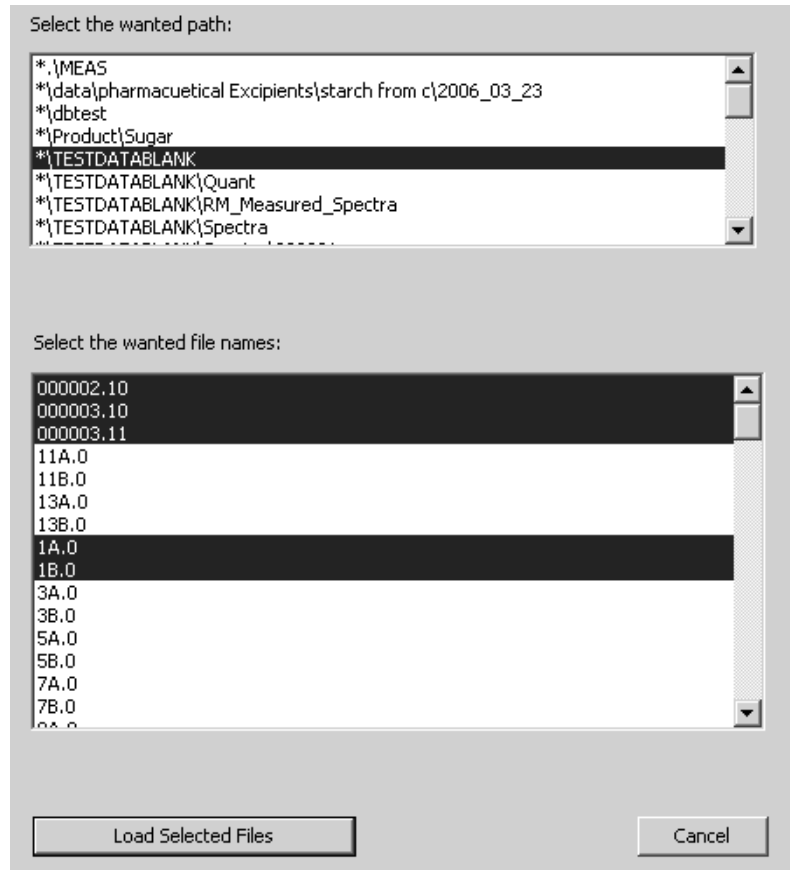 Select the wanted path:
*.\MEAS
*\data\pharmacuetical Excipients\starch from c\2006_03_23
*\dbtest
*\Product\Sugar
*\TESTDATABLANK
*\TESTDATABLANK\Quant
*\TESTDATABLANK\RM_Measured_Spectra
*\TESTDATABLANK\Spectra
Select the wanted file names:
000002.10
000003.10
000003.11
11A.0
11B.0
13A.0
13B.0
1A.0
1B.0
3A.0
3B.0
5A.0
5B.0
7A.0
7B.0
Load Selected Files
Cancel